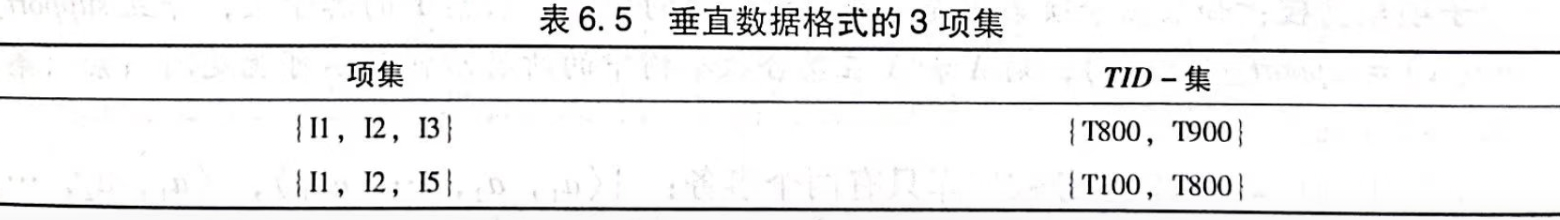 表6.5 垂直数据格式的3项集
项集 TID-集
{I1, I2, I3} {T800, T900}
{I1, I2, I5} {T100, T800}